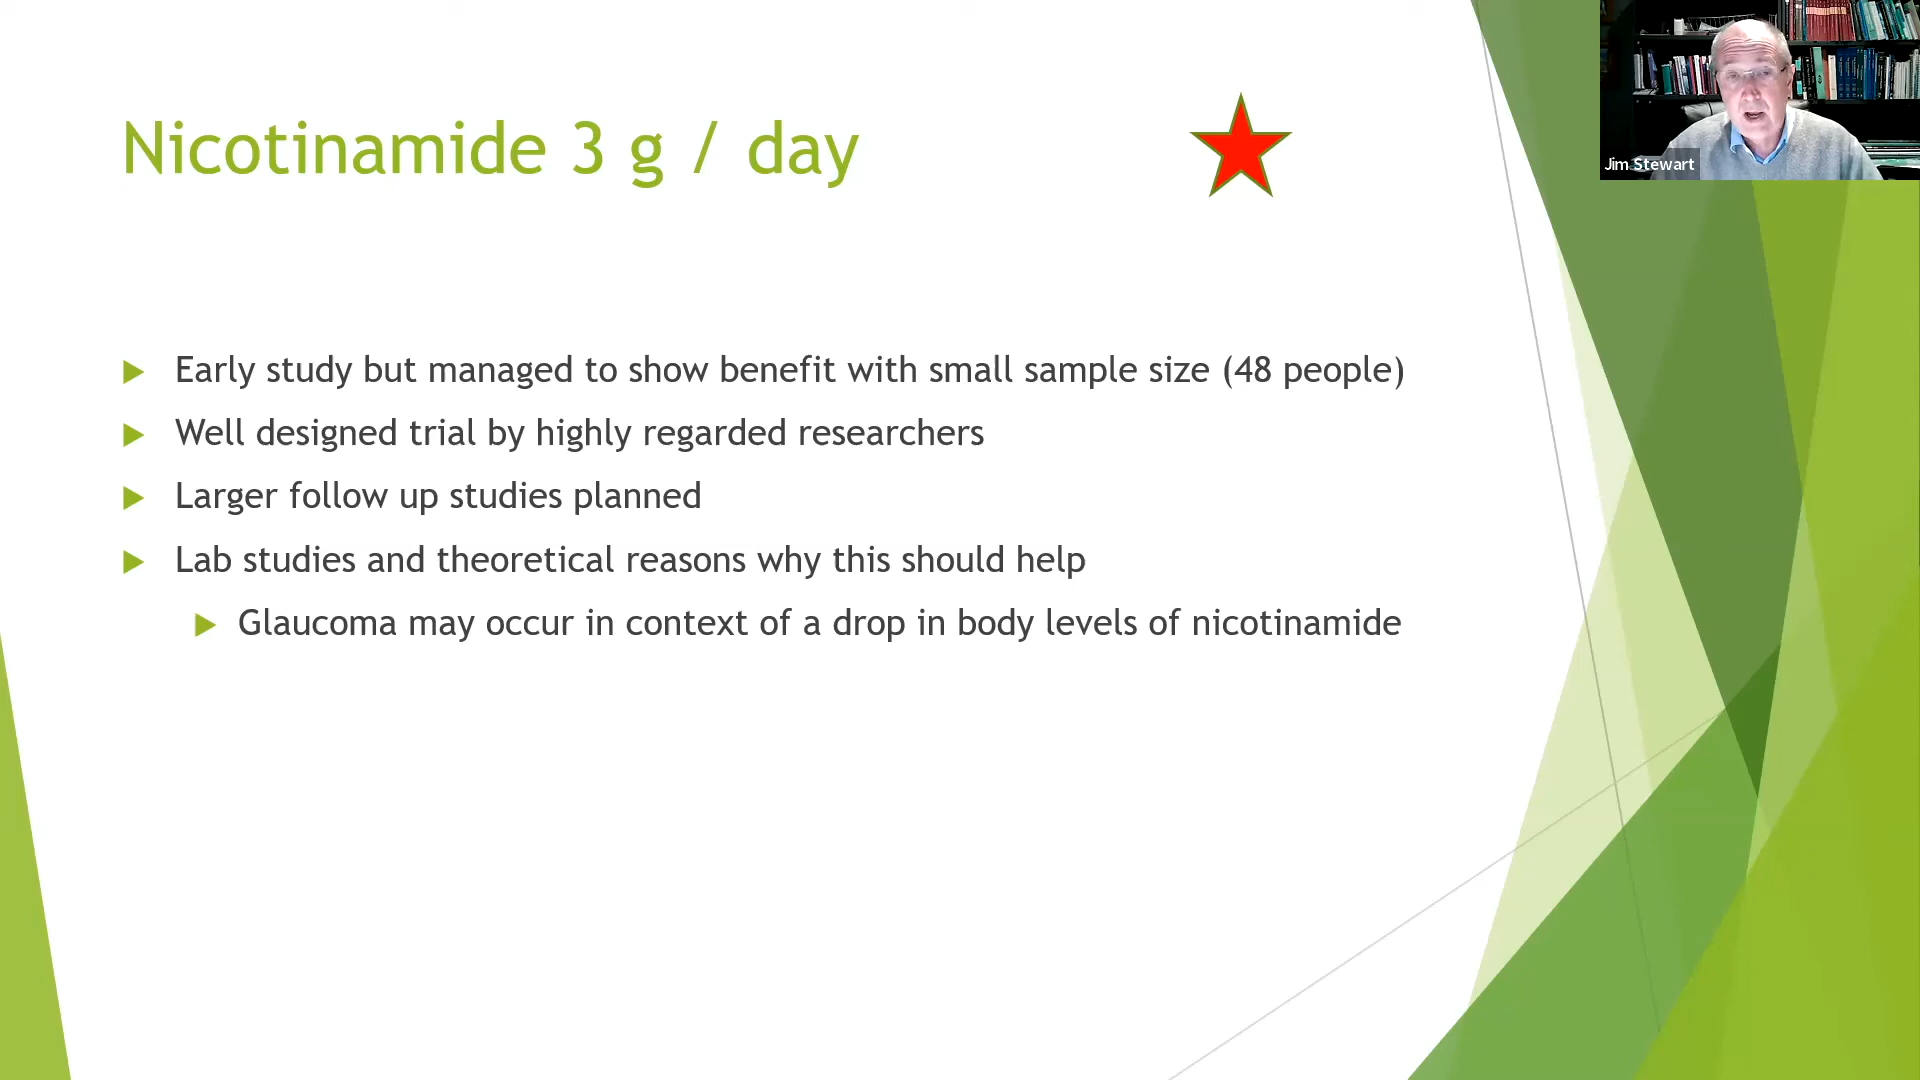 Nicotinamide 3 g / day
Jim Stewart
Early study but managed to show benefit with small sample size (48 people)
Well designed trial by highly regarded researchers
Larger follow up studies planned
Lab studies and theoretical reasons why this should help
Glaucoma may occur in context of a drop in body levels of nicotinamide